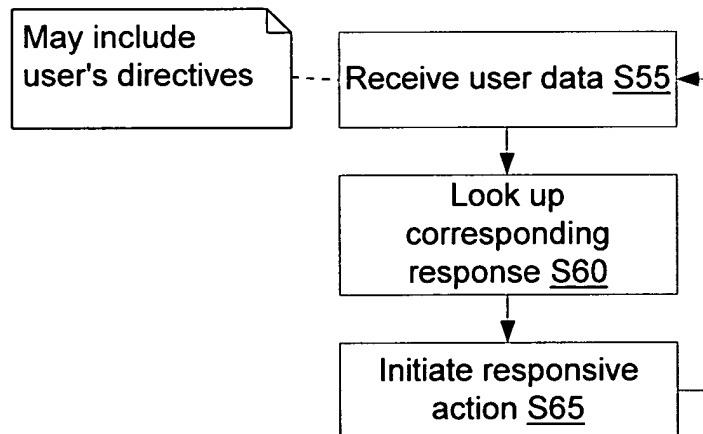 May include
user's directives
Receive user data S55
Look up
corresponding
response S60
Initiate responsive
action S65